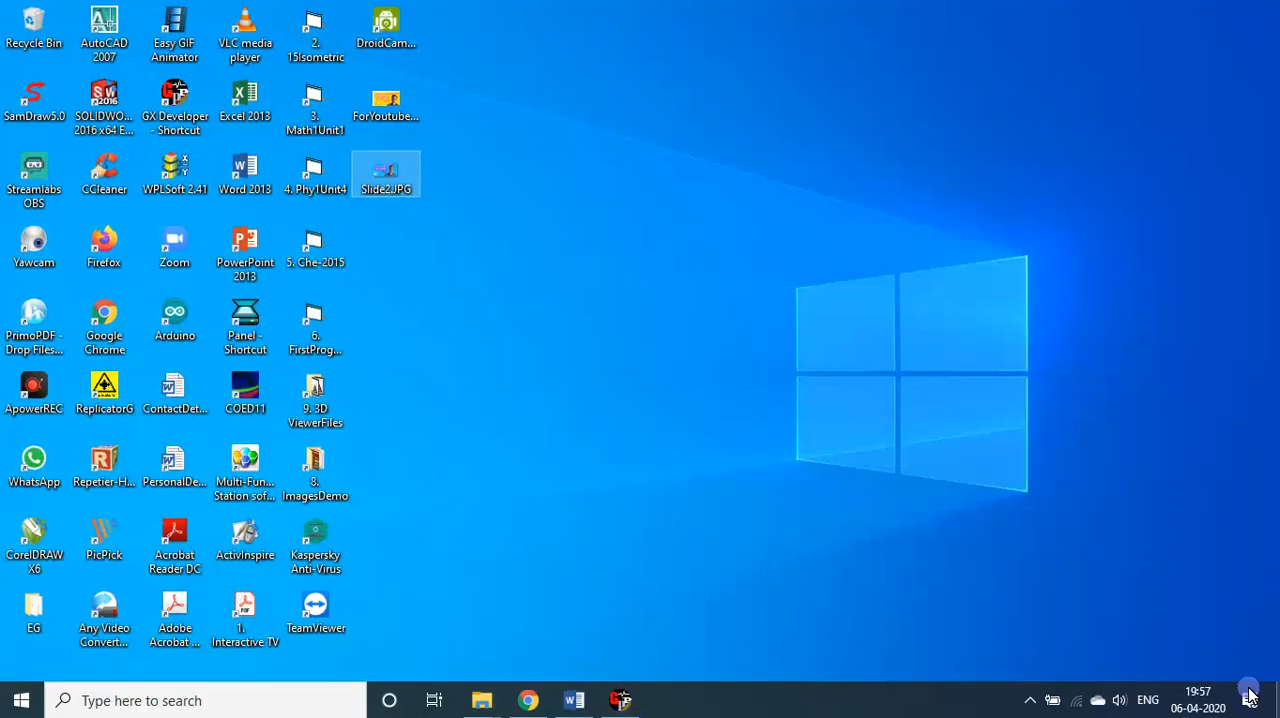 Recycle Bin
AutoCAD
2007
Easy GIF
Animator
VLC media
player
2.
15Isometric
DroidCam...
SamDraw5.0
SOLIDWO...
2016 x64 E...
GX Developer
- Shortcut
Excel 2013
3.
Math1Unit1
ForYoutube...
Streamlabs
OBS
CCleaner
WPLSoft 2.41
Word 2013
4. Phy1Unit4
Slide2.JPG
Yawcam
Firefox
Zoom
PowerPoint
2013
5. Che-2015
PrimoPDF -
Drop Files...
Google
Chrome
Arduino
Panel -
Shortcut
6.
FirstProg...
ApowerREC
ReplicatorG
ContactDet...
COED11
9. 3D
ViewerFiles
WhatsApp
Repetier-H...
PersonalDe...
Multi-Fun...
Station sof...
8.
ImagesDemo
CorelDRAW
X6
PicPick
Acrobat
Reader DC
ActivInspire
Kaspersky
Anti-Virus
EG
Any Video
Convert...
Adobe
Acrobat ...
1.
Interactive TV
TeamViewer
Type here to search
ENG
19:57
06-04-2020